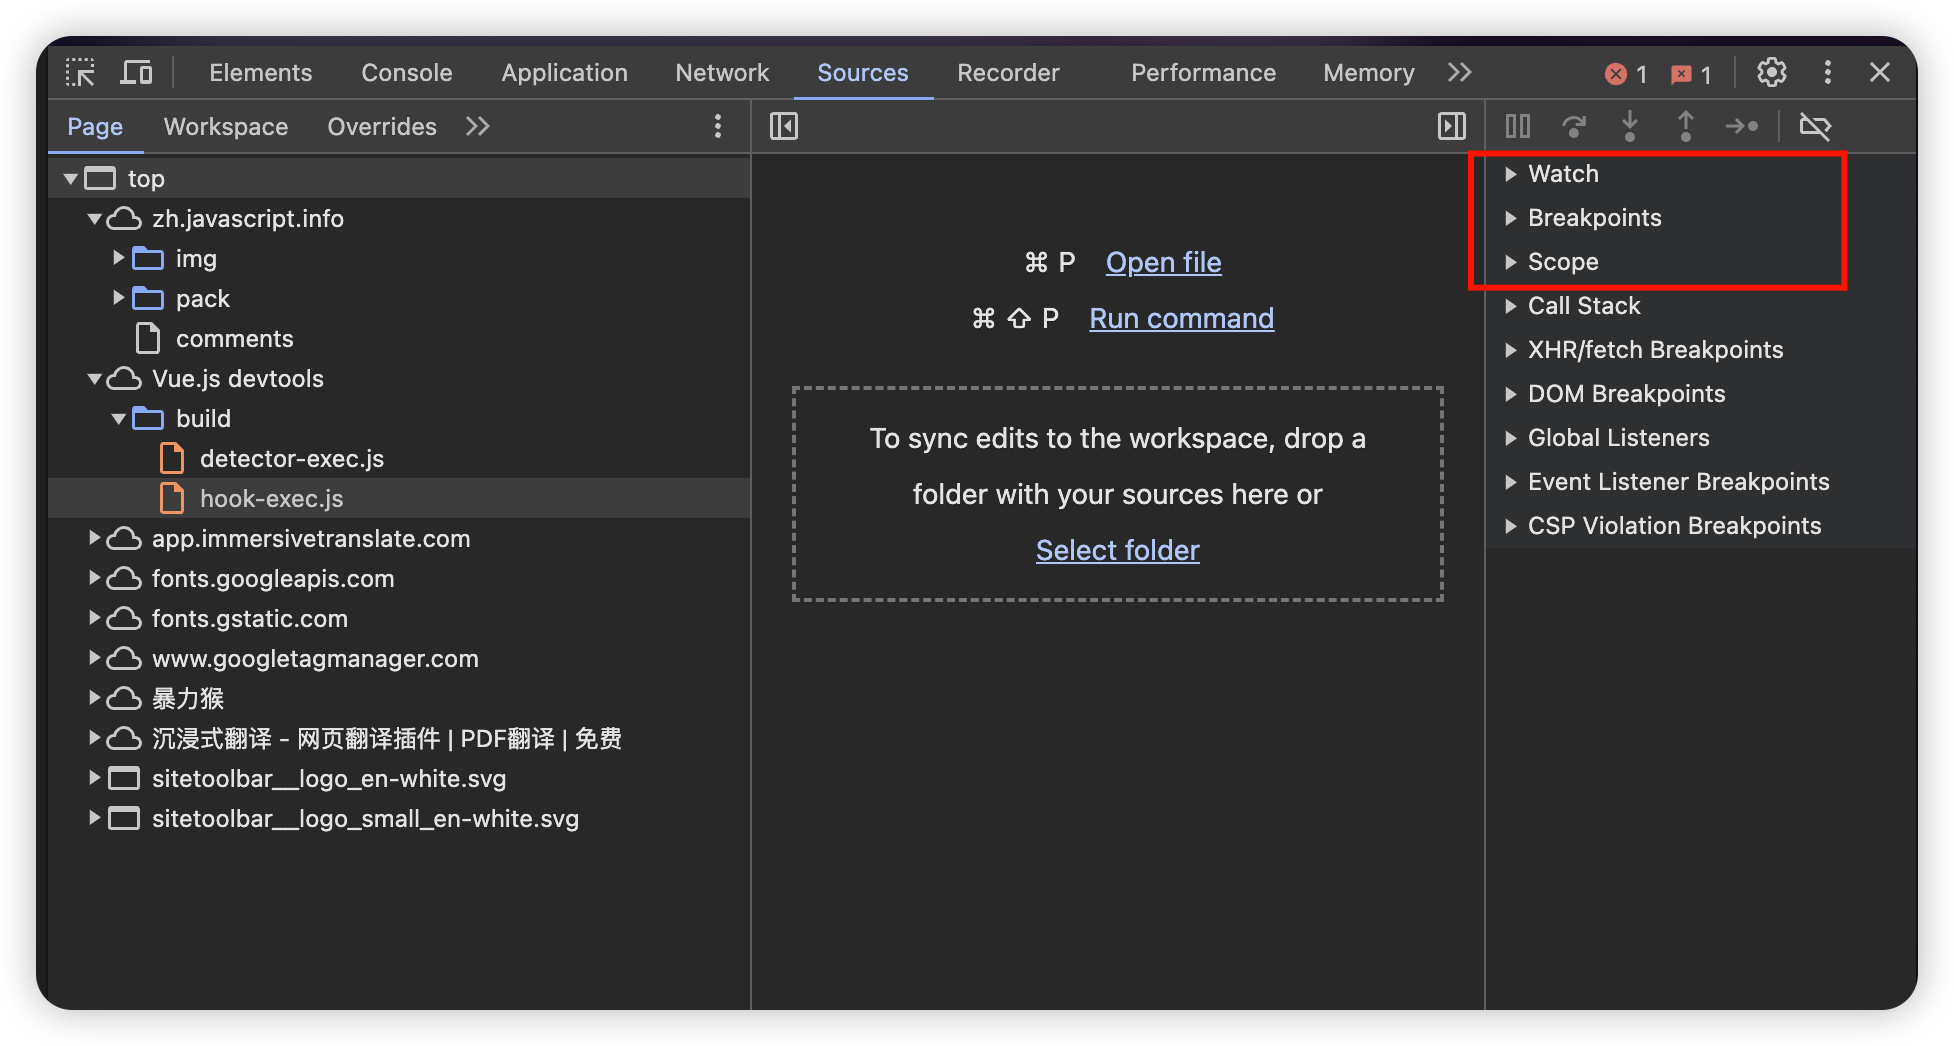 Elements Console Application Network Sources Recorder Performance Memory 1 1
Page Workspace Overrides
top
zh.javascript.info
img
pack
comments
Vue.js devtools
build
detector-exec.js
hook-exec.js
app.immersivetranslate.com
fonts.googleapis.com
fonts.gstatic.com
www.googletagmanager.com
暴力猴
沉浸式翻译 - 网页翻译插件 | PDF翻译 | 免费
sitetoolbar__logo_en-white.svg
sitetoolbar__logo_small_en-white.svg
⌘ P Open file
⌘ ⇧ P Run command
To sync edits to the workspace, drop a
folder with your sources here or
Select folder
Watch
Breakpoints
Scope
Call Stack
XHR/fetch Breakpoints
DOM Breakpoints
Global Listeners
Event Listener Breakpoints
CSP Violation Breakpoints